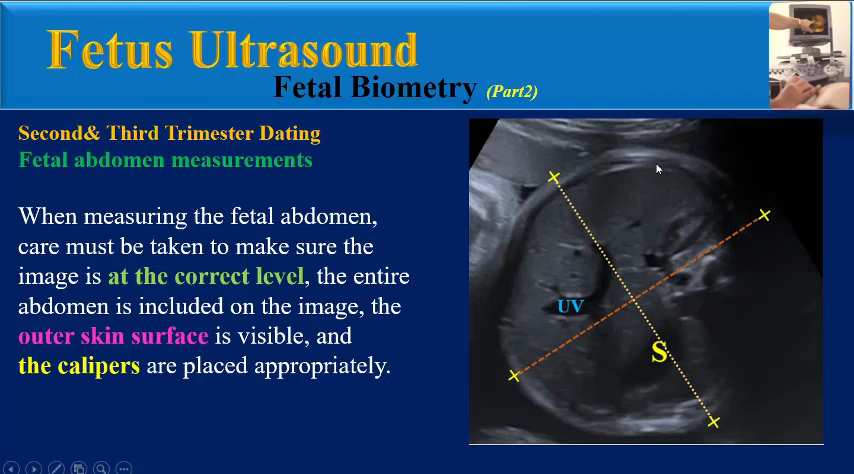 Fetus Ultrasound
Fetal Biometry (Part2)
Second& Third Trimester Dating
Fetal abdomen measurements
When measuring the fetal abdomen,
care must be taken to make sure the
image is at the correct level, the entire
abdomen is included on the image, the
outer skin surface is visible, and
the calipers are placed appropriately.
UV
S